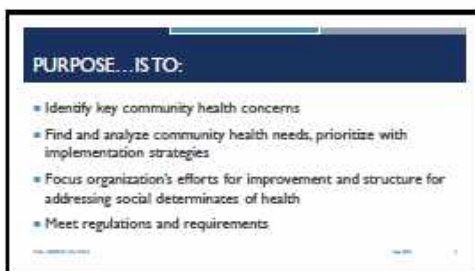 PURPOSE…IS TO:
Identify key community health concerns
Find and analyze community health needs, prioritize with
implementation strategies
Focus organization's efforts for improvement and structure for
addressing social determinates of health
Meet regulations and requirements